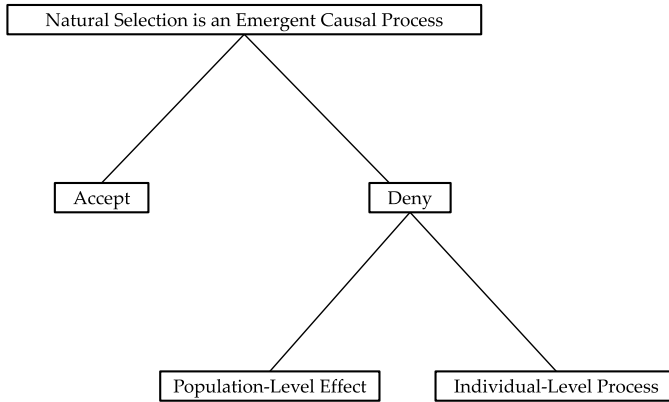 Natural Selection is an Emergent Causal Process
Accept
Deny
Population-Level Effect
Individual-Level Process